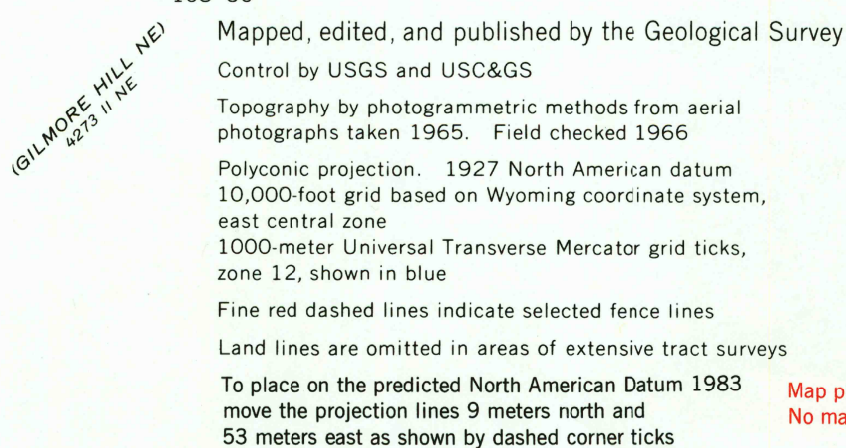 (GILMORE HILL NE)
4273 II NE
Mapped, edited, and published by the Geological Survey
Control by USGS and USC&GS
Topography by photogrammetric methods from aerial
photographs taken 1965. Field checked 1966
Polyconic projection. 1927 North American datum
10,000-foot grid based on Wyoming coordinate system,
east central zone
1000-meter Universal Transverse Mercator grid ticks,
zone 12, shown in blue
Fine red dashed lines indicate selected fence lines
Land lines are omitted in areas of extensive tract surveys
To place on the predicted North American Datum 1983
move the projection lines 9 meters north and
53 meters east as shown by dashed corner ticks
Map p
No ma